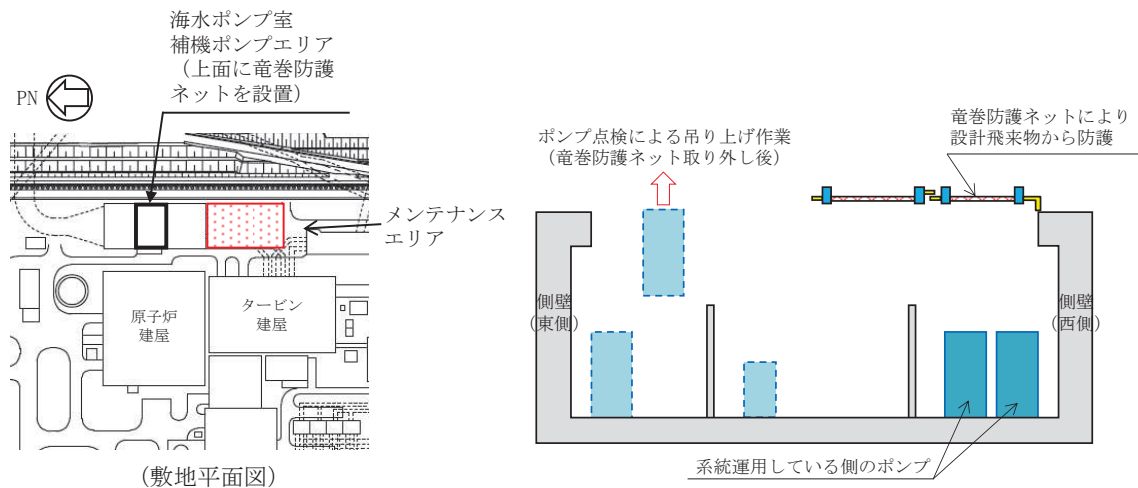 海水ポンプ室
補機ポンプエリア
（上面に竜巻防護
ネットを設置）
PN
メンテナンス
エリア
原子炉
建屋
タービン
建屋
(敷地平面図)
ポンプ点検による吊り上げ作業
（竜巻防護ネット取り外し後）
竜巻防護ネットにより
設計飛来物から防護
側壁
(東側)
側壁
(西側)
系統運用している側のポンプ